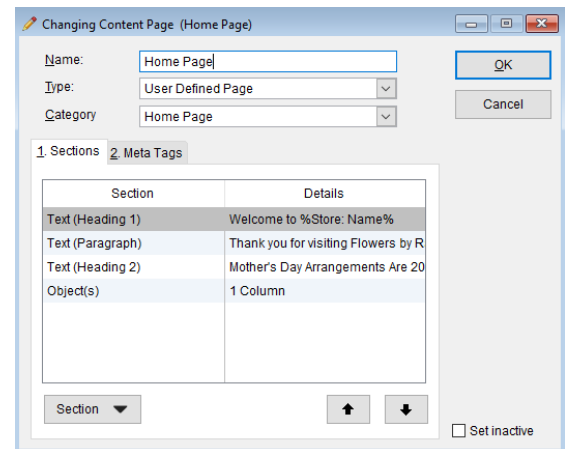 Changing Content Page (Home Page)
Name: Home Page OK
Type: User Defined Page
Cancel
Category Home Page
1. Sections 2. Meta Tags
Section Details
Text (Heading 1) Welcome to %Store: Name%
Text (Paragraph) Thank you for visiting Flowers by R
Text (Heading 2) Mother's Day Arrangements Are 20
Object(s) 1 Column
Section
Set inactive